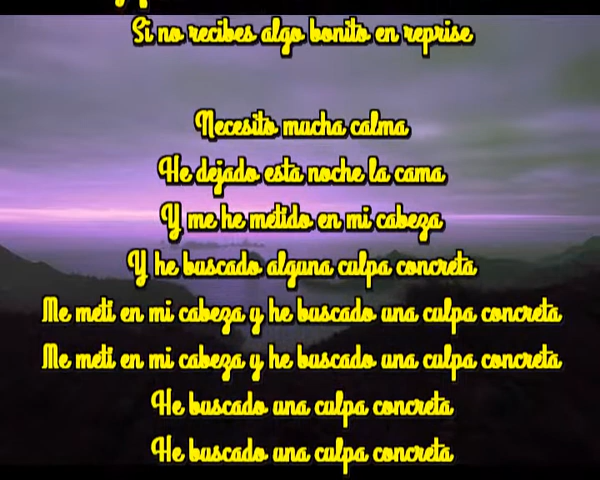 Si no recibes algo bonito en reprise
Necesito mucha calma
He dejado esta noche la cama
Y me he metido en mi cabeza
Y he buscado alguna culpa concreta
Me metí en mi cabeza y he buscado una culpa concreta
Me metí en mi cabeza y he buscado una culpa concreta
He buscado una culpa concreta
He buscado una culpa concreta